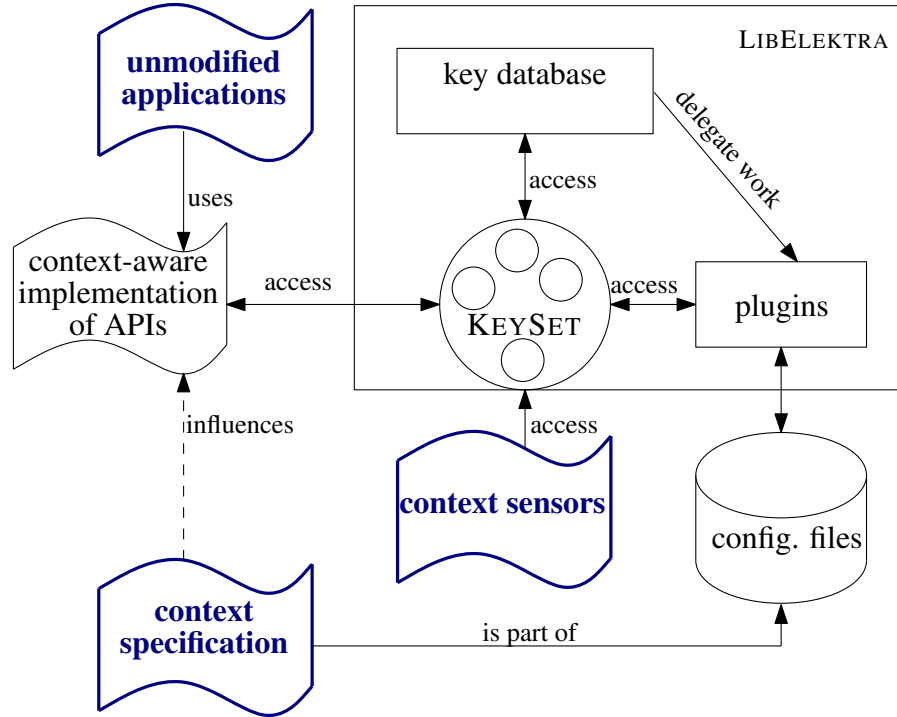 unmodified
applications
LIBELEKTRA
key database
delegate work
access
uses
context-aware
implementation
of APIs
access
KEYSET
access
plugins
influences
access
context sensors
config. files
context
specification
is part of